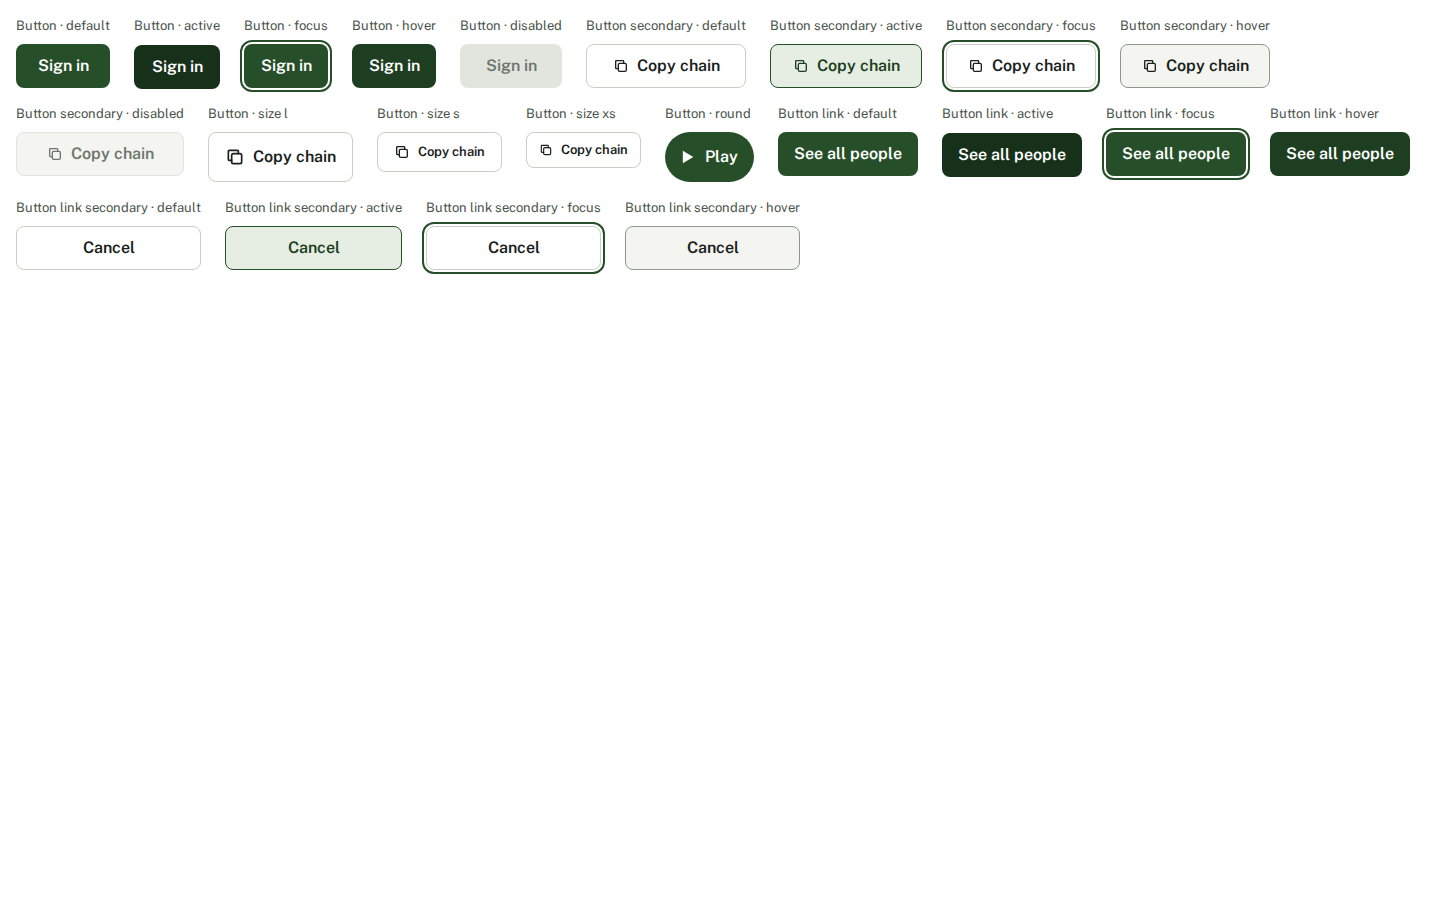 Button · default
Button · active
Button · focus
Button · hover
Button · disabled
Button secondary · default
Button secondary · active
Button secondary · focus
Button secondary · hover
Sign in
Sign in
Sign in
Sign in
Sign in
Copy chain
Copy chain
Copy chain
Copy chain
Button secondary · disabled
Button · size l
Button · size s
Button · size xs
Button · round
Button link · default
Button link · active
Button link · focus
Button link · hover
Copy chain
Copy chain
Copy chain
Copy chain
Play
See all people
See all people
See all people
See all people
Button link secondary · default
Button link secondary · active
Button link secondary · focus
Button link secondary · hover
Cancel
Cancel
Cancel
Cancel